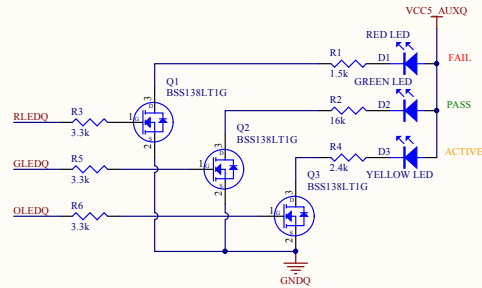 VCC5_AUXQ
RED LED
R1
D1
FAIL
1.5k
GREEN LED
Q1
BSS138LT1G
R2
D2
PASS
16k
3
D
R3
RLEDQ
1
G
3.3k
2
S
Q2
BSS138LT1G
R4
D3
ACTIVE
2.4k
YELLOW LED
3
D
R5
GLEDQ
1
G
3.3k
2
S
Q3
BSS138LT1G
3
D
R6
OLEDQ
1
G
3.3k
2
S
GNDQ